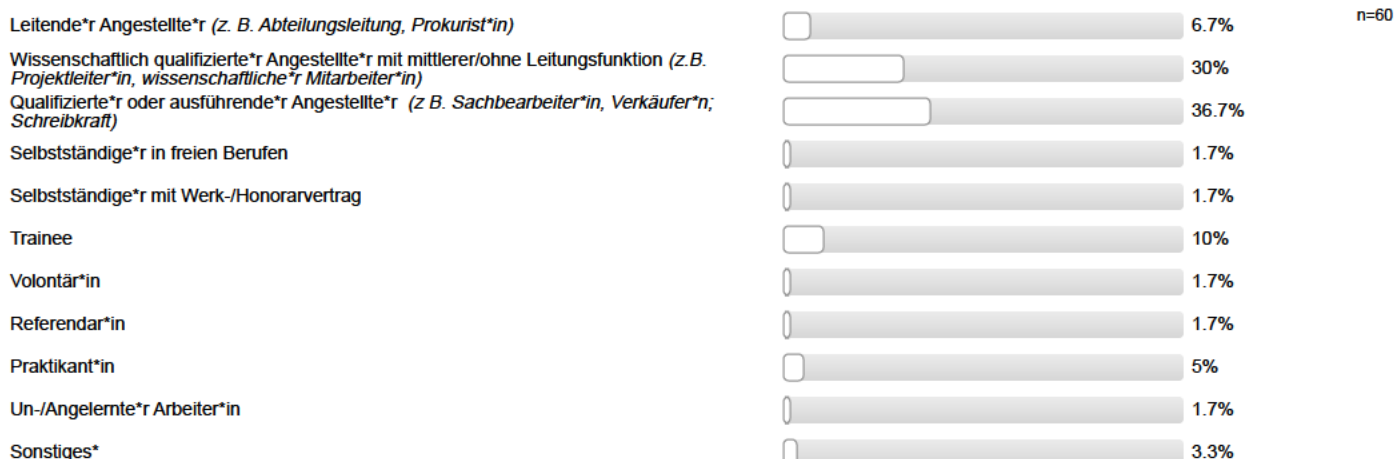 Leitende*r Angestellte*r (z. B. Abteilungsleitung, Prokurist*in) 6.7% n=60
Wissenschaftlich qualifizierte*r Angestellte*r mit mittlerer/ohne Leitungsfunktion (z.B.
Projektleiter*in, wissenschaftliche*r Mitarbeiter*in) 30%
Qualifizierte*r oder ausführende*r Angestellte*r (z B. Sachbearbeiter*in, Verkäufer*n;
Schreibkraft) 36.7%
Selbstständige*r in freien Berufen 1.7%
Selbstständige*r mit Werk-/Honorarvertrag 1.7%
Trainee 10%
Volontär*in 1.7%
Referendar*in 1.7%
Praktikant*in 5%
Un-/Angelernte*r Arbeiter*in 1.7%
Sonstiges* 3.3%